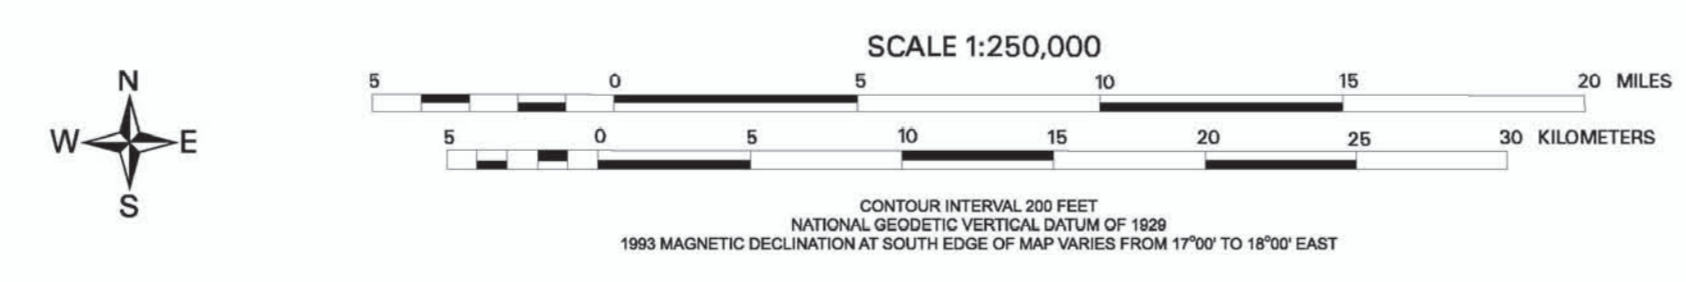 SCALE 1:250,000
N
W E
S
5 0 5 10 15 20 MILES
5 0 5 10 15 20 25 30 KILOMETERS
CONTOUR INTERVAL 200 FEET
NATIONAL GEODETIC VERTICAL DATUM OF 1929
1993 MAGNETIC DECLINATION AT SOUTH EDGE OF MAP VARIES FROM 17°00' TO 18°00' EAST